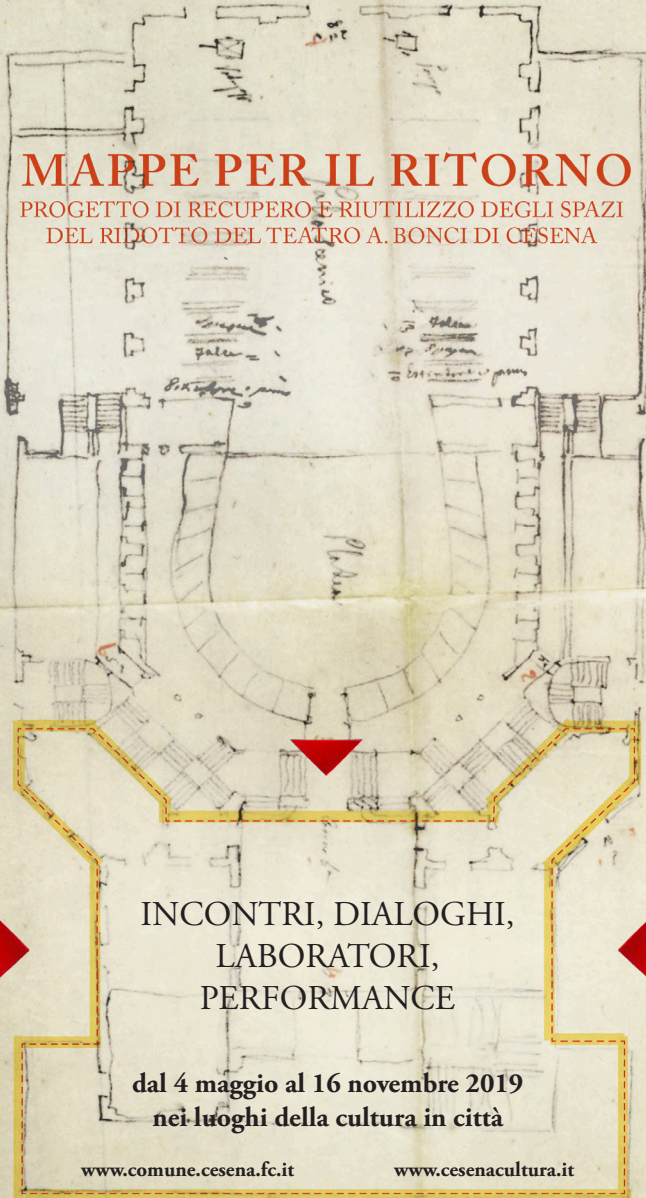 MAPPE PER IL RITORNO
PROGETTO DI RECUPERO E RIUTILIZZO DEGLI SPAZI
DEL RIDOTTO DEL TEATRO A. BONCI DI CESENA
Platea
INCONTRI, DIALOGHI,
LABORATORI,
PERFORMANCE
dal 4 maggio al 16 novembre 2019
nei luoghi della cultura in città
www.comune.cesena.fc.it www.cesenacultura.it